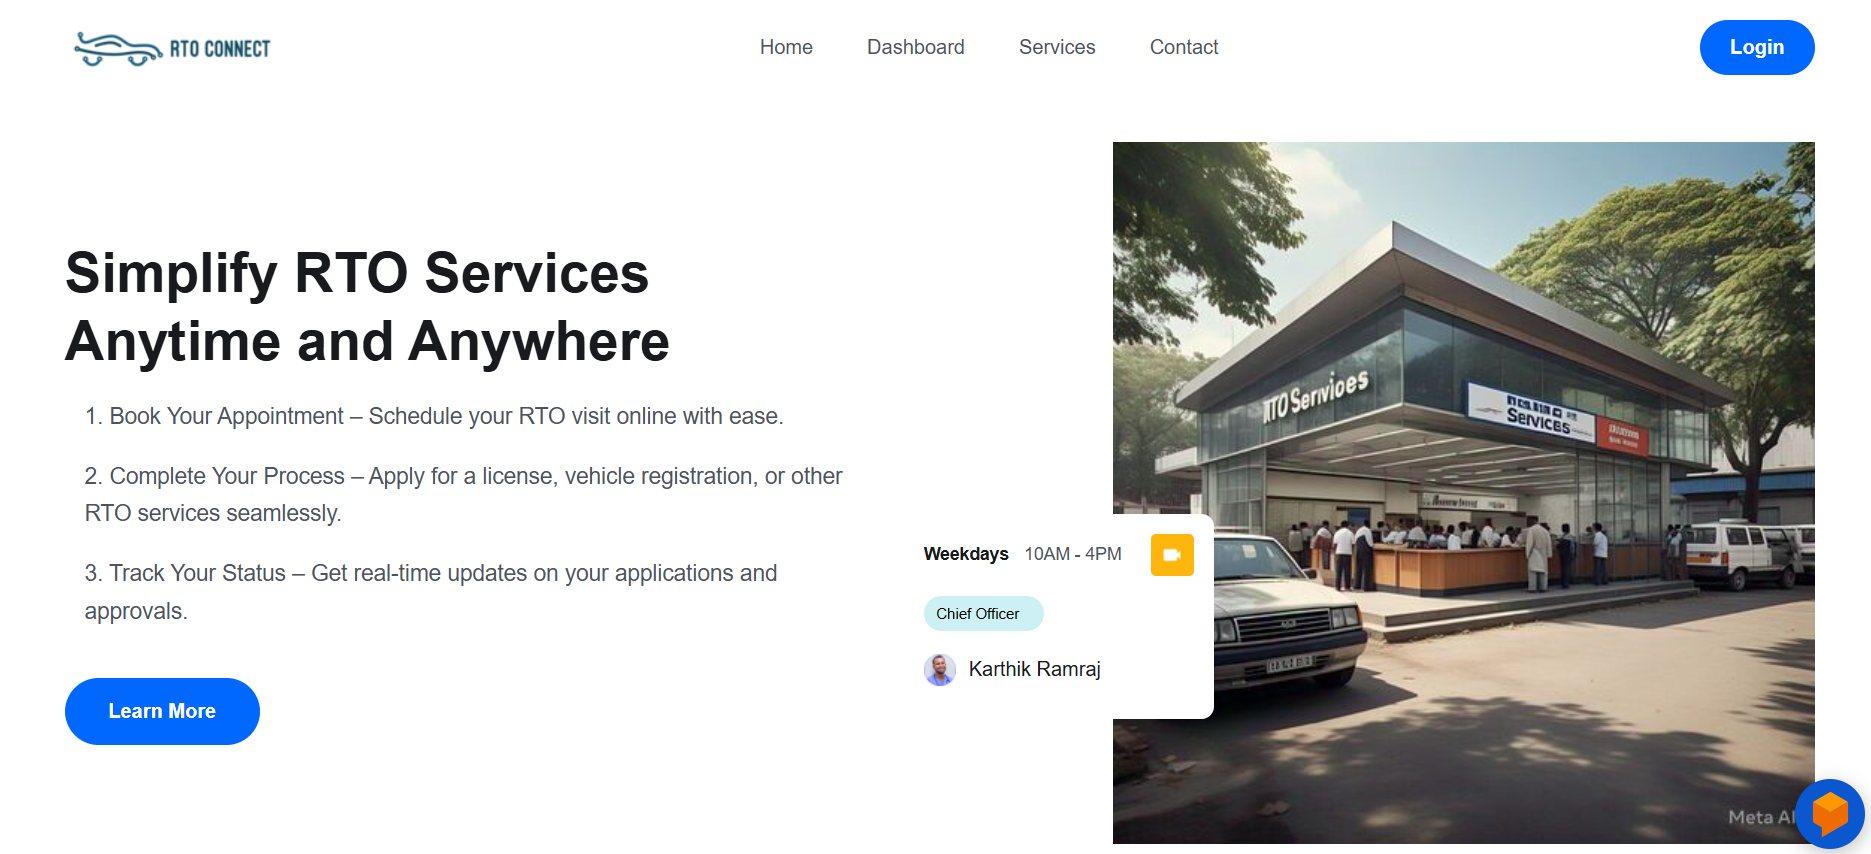 RTO CONNECT
Home
Dashboard
Services
Contact
Login
Simplify RTO Services
Anytime and Anywhere
1. Book Your Appointment – Schedule your RTO visit online with ease.
2. Complete Your Process – Apply for a license, vehicle registration, or other
RTO services seamlessly.
3. Track Your Status – Get real-time updates on your applications and
approvals.
Learn More
Weekdays 10AM - 4PM
Chief Officer
Karthik Ramraj
RTO Servvioes
Services
Meta AI